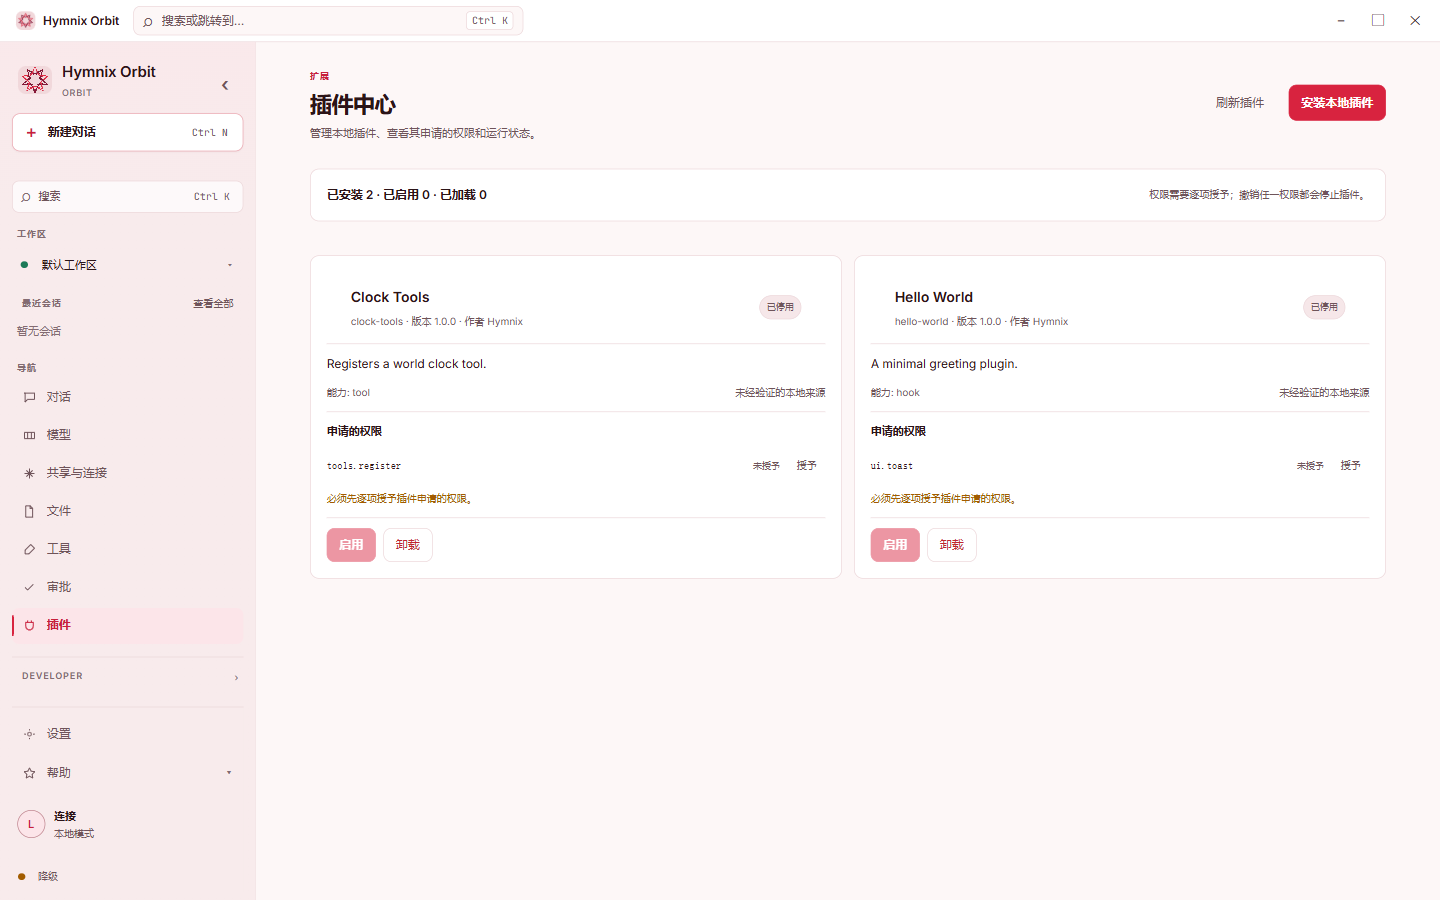 Hymnix Orbit
搜索或跳转到...
Ctrl K
Hymnix Orbit
ORBIT
新建对话
Ctrl N
搜索
Ctrl K
工作区
默认工作区
最近会话
查看全部
暂无会话
导航
对话
模型
共享与连接
文件
工具
审批
插件
DEVELOPER
设置
帮助
L
连接
本地模式
降级
扩展
插件中心
管理本地插件、查看其申请的权限和运行状态。
刷新插件
安装本地插件
已安装 2 · 已启用 0 · 已加载 0
权限需要逐项授予；撤销任一权限都会停止插件。
Clock Tools
clock-tools · 版本 1.0.0 · 作者 Hymnix
已停用
Registers a world clock tool.
能力: tool
未经验证的本地来源
申请的权限
tools.register
未授予
授予
必须先逐项授予插件申请的权限。
启用
卸载
Hello World
hello-world · 版本 1.0.0 · 作者 Hymnix
已停用
A minimal greeting plugin.
能力: hook
未经验证的本地来源
申请的权限
ui.toast
未授予
授予
必须先逐项授予插件申请的权限。
启用
卸载